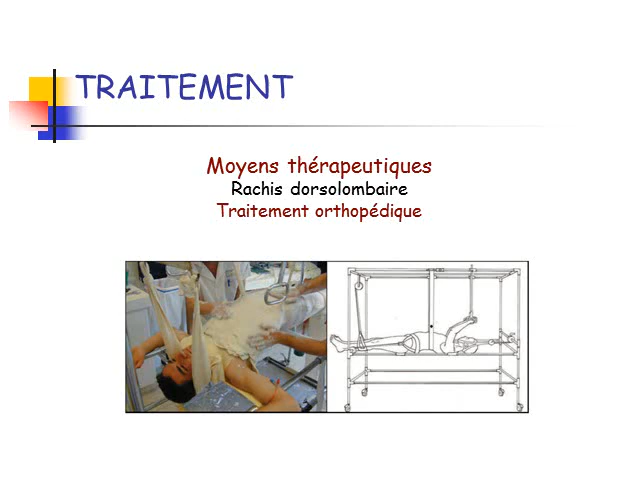 TRAITEMENT
Moyens thérapeutiques
Rachis dorsolombaire
Traitement orthopédique